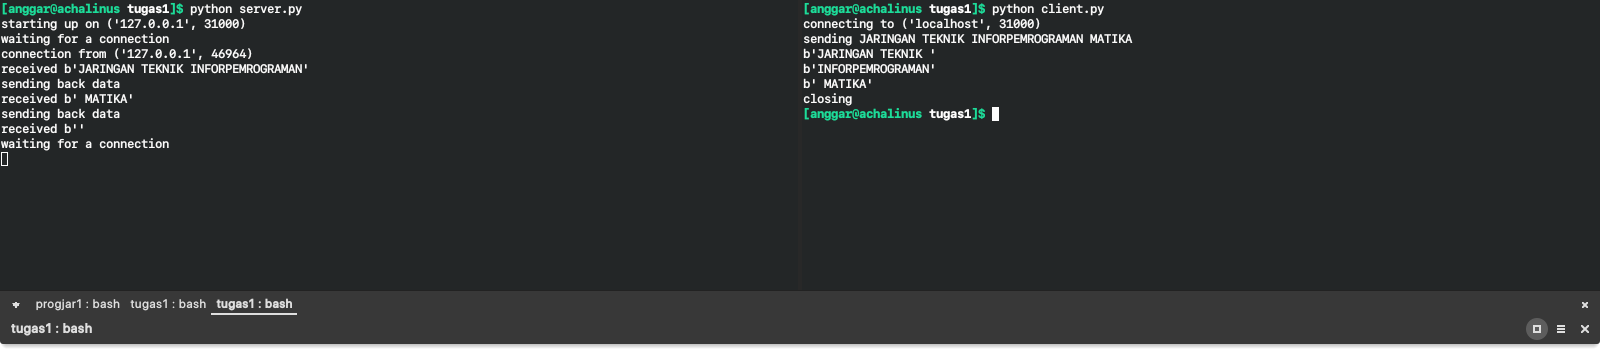 [anggar@achalinus tugas1]$ python server.py
starting up on ('127.0.0.1', 31000)
waiting for a connection
connection from ('127.0.0.1', 46964)
received b'JARINGAN TEKNIK INFORPEMROGRAMAN'
sending back data
received b' MATIKA'
sending back data
received b''
waiting for a connection
[anggar@achalinus tugas1]$ python client.py
connecting to ('localhost', 31000)
sending JARINGAN TEKNIK INFORPEMROGRAMAN MATIKA
b'JARINGAN TEKNIK '
b'INFORPEMROGRAMAN'
b' MATIKA'
closing
[anggar@achalinus tugas1]$
progjar1 : bash tugas1 : bash tugas1 : bash
tugas1 : bash